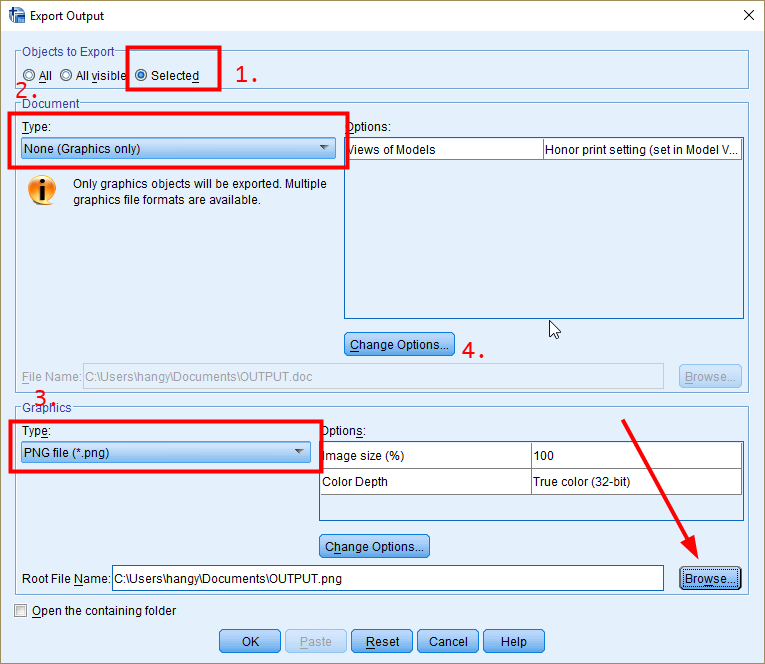 Export Output
Objects to Export
All All visible Selected 1.
2.
Document
Type: Options:
None (Graphics only) Views of Models Honor print setting (set in Model V...
Only graphics objects will be exported. Multiple
graphics file formats are available.
Change Options... 4.
File Name: C:\Users\hangy\Documents\OUTPUT.doc Browse...
3.
Graphics
Type: Options:
PNG file (*.png) Image size (%) 100
Color Depth True color (32-bit)
Change Options...
Root File Name: C:\Users\hangy\Documents\OUTPUT.png Browse...
Open the containing folder
OK Paste Reset Cancel Help